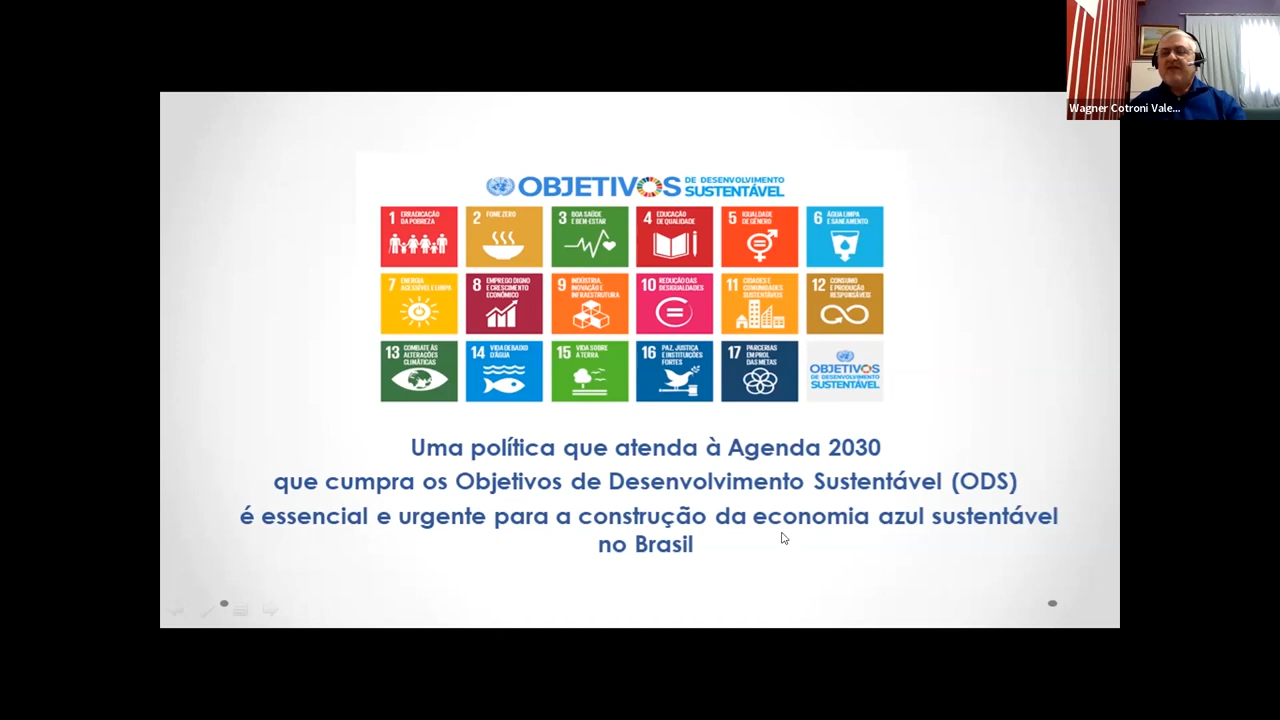 Wagner Cotroni Vale...
OBJETIVOS DE DESENVOLVIMENTO
SUSTENTÁVEL
1 ERRADICAÇÃO
DA POBREZA
2 FOME ZERO
3 BOA SAÚDE
E BEM-ESTAR
4 EDUCAÇÃO
DE QUALIDADE
5 IGUALDADE
DE GÊNERO
6 ÁGUA LIMPA
E SANEAMENTO
7 ENERGIA
ACESSÍVEL E LIMPA
8 EMPREGO DIGNO
E CRESCIMENTO
ECONÔMICO
9 INDÚSTRIA,
INOVAÇÃO E
INFRAESTRUTURA
10 REDUÇÃO DAS
DESIGUALDADES
11 CIDADES E
COMUNIDADES
SUSTENTÁVEIS
12 CONSUMO
E PRODUÇÃO
RESPONSÁVEIS
13 COMBATE ÀS
ALTERAÇÕES
CLIMÁTICAS
14 VIDA DEBAIXO
D'ÁGUA
15 VIDA SOBRE
A TERRA
16 PAZ, JUSTIÇA
E INSTITUIÇÕES
FORTES
17 PARCERIAS
EM PROL
DAS METAS
OBJETIVOS
DE DESENVOLVIMENTO
SUSTENTÁVEL
Uma política que atenda à Agenda 2030
que cumpra os Objetivos de Desenvolvimento Sustentável (ODS)
é essencial e urgente para a construção da economia azul sustentável
no Brasil